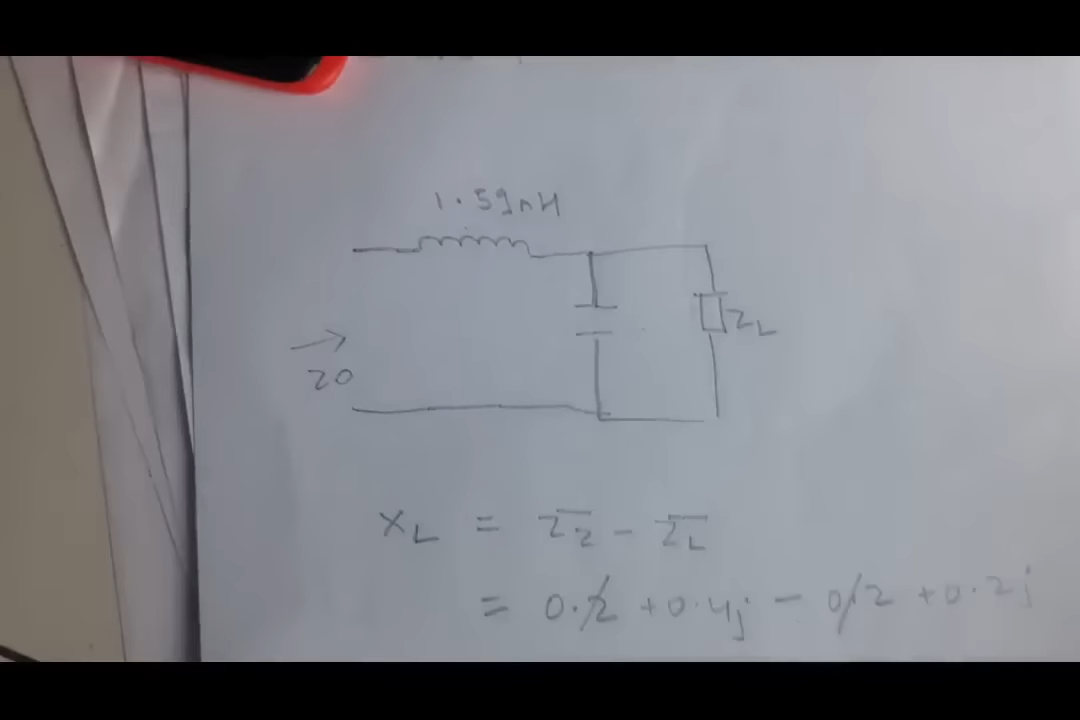 1.59nH
Z0
ZL
XL = Z2 - ZL
= 0.2 + 0.4j - 0.2 + 0.2j